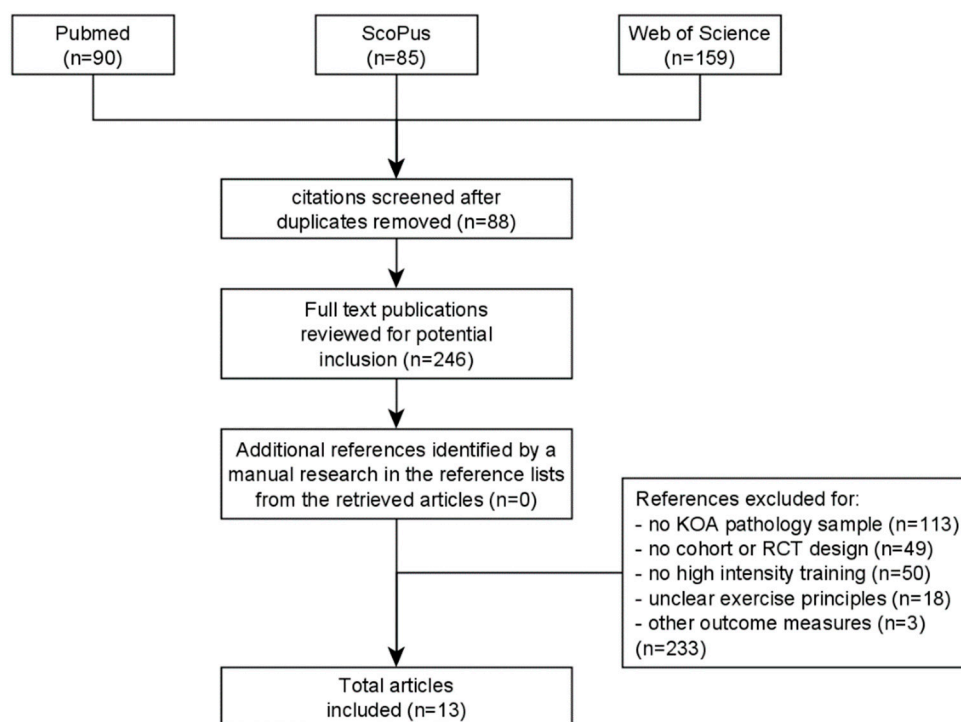 Pubmed
(n=90)
ScoPus
(n=85)
Web of Science
(n=159)
citations screened after
duplicates removed (n=88)
Full text publications
reviewed for potential
inclusion (n=246)
Additional references identified by a
manual research in the reference lists
from the retrieved articles (n=0)
References excluded for:
- no KOA pathology sample (n=113)
- no cohort or RCT design (n=49)
- no high intensity training (n=50)
- unclear exercise principles (n=18)
- other outcome measures (n=3)
(n=233)
Total articles
included (n=13)